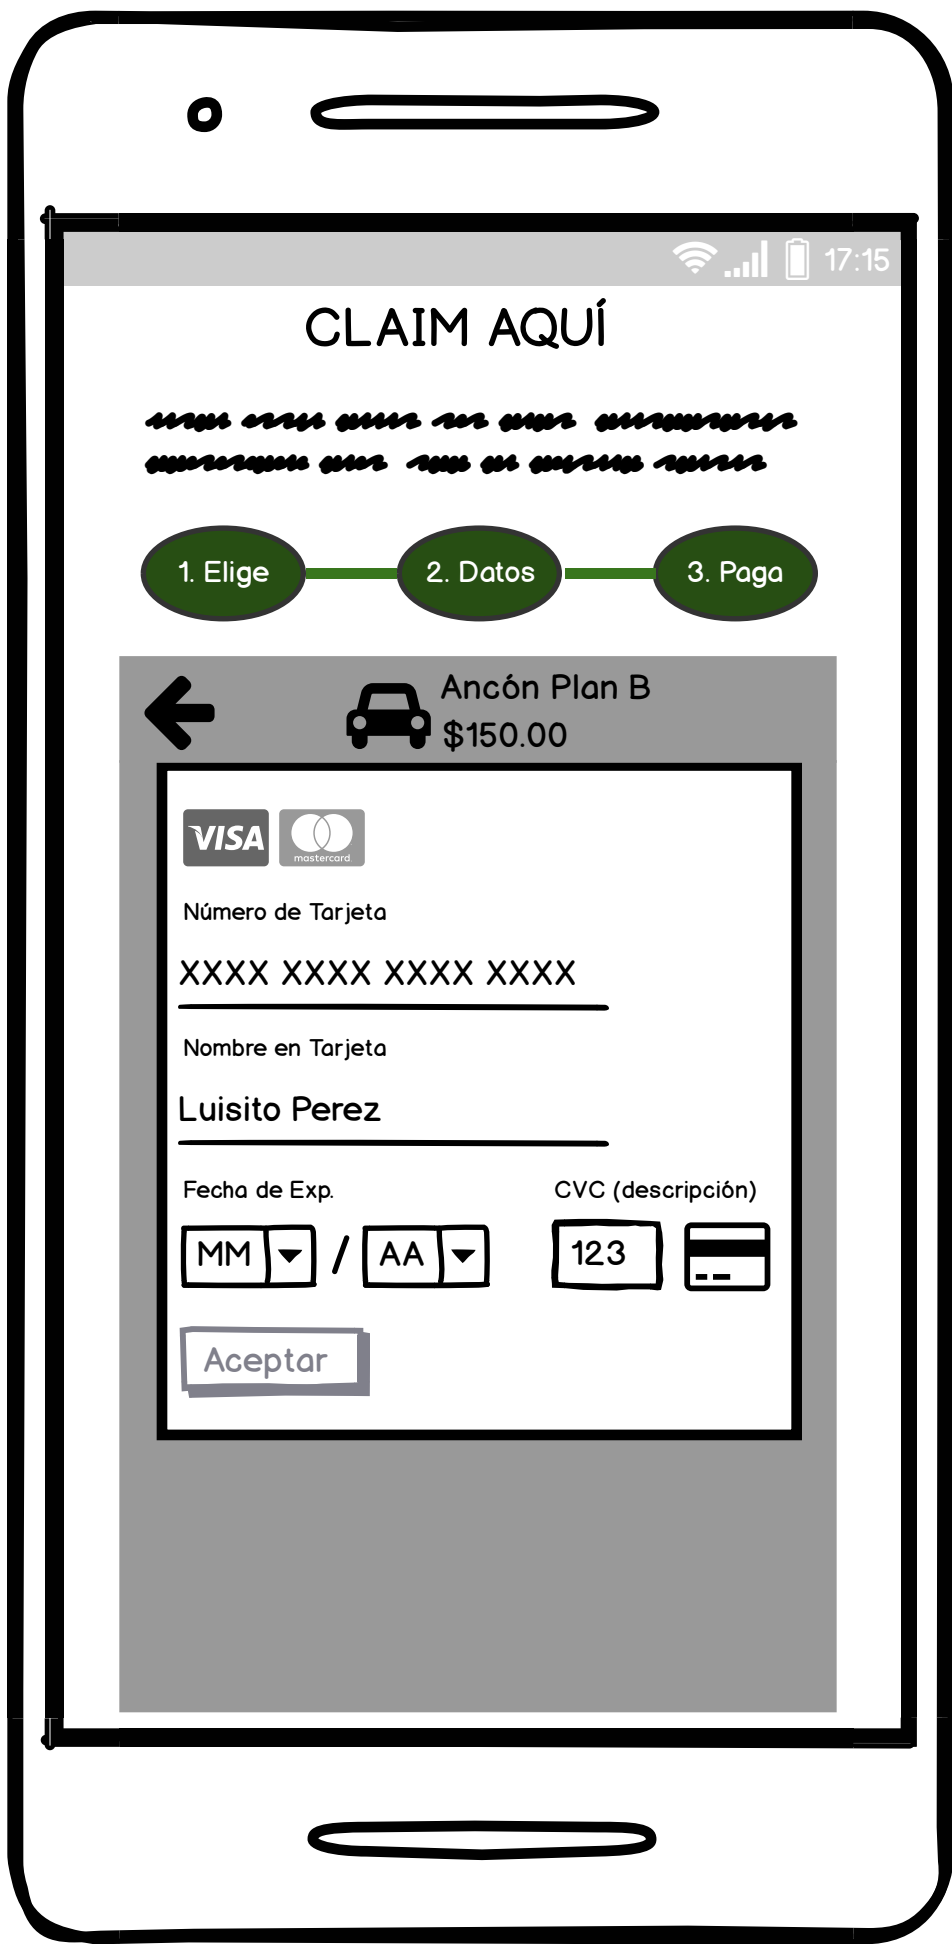 17:15
CLAIM AQUÍ
1. Elige 2. Datos 3. Paga
Ancón Plan B
$150.00
VISA mastercard.
Número de Tarjeta
XXXX XXXX XXXX XXXX
Nombre en Tarjeta
Luisito Perez
Fecha de Exp. CVC (descripción)
MM / AA 123
Aceptar